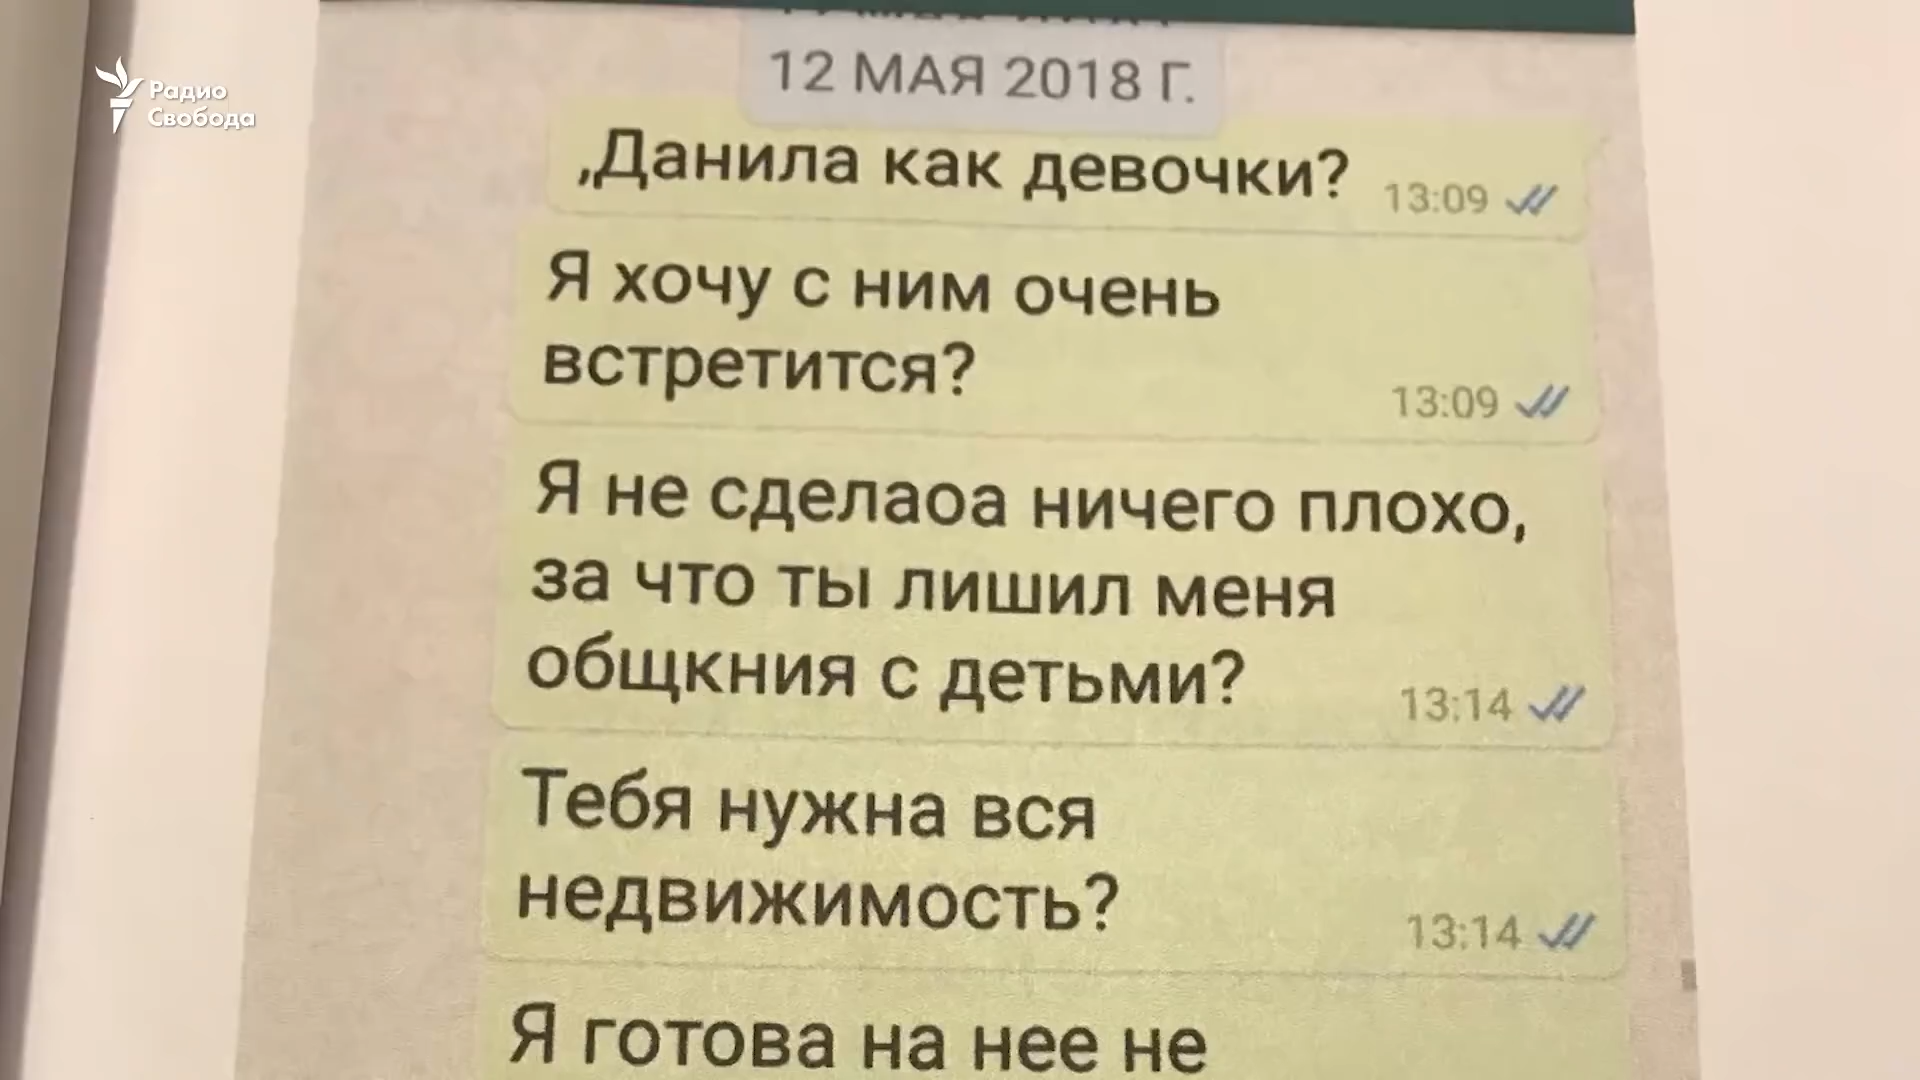 Радио
Свобода
12 МАЯ 2018 Г.
,Данила как девочки?
13:09
Я хочу с ним очень
встретится?
13:09
Я не сделаоа ничего плохо,
за что ты лишил меня
общкния с детьми?
13:14
Тебя нужна вся
недвижимость?
13:14
Я готова на нее не